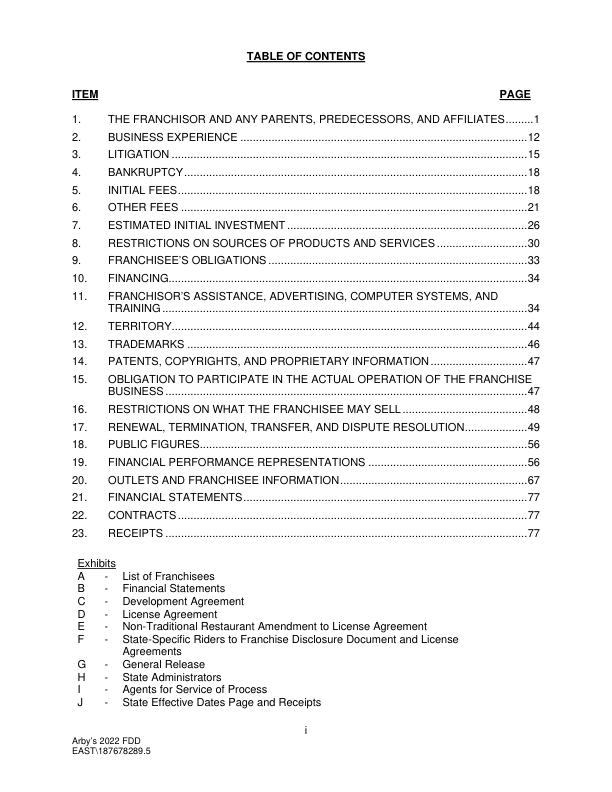 TABLE OF CONTENTS
ITEM PAGE
1. THE FRANCHISOR AND ANY PARENTS, PREDECESSORS, AND AFFILIATES.........1
2. BUSINESS EXPERIENCE ...........................................................................................12
3. LITIGATION .................................................................................................................15
4. BANKRUPTCY.............................................................................................................18
5. INITIAL FEES...............................................................................................................18
6. OTHER FEES ..............................................................................................................21
7. ESTIMATED INITIAL INVESTMENT ............................................................................26
8. RESTRICTIONS ON SOURCES OF PRODUCTS AND SERVICES .............................30
9. FRANCHISEE'S OBLIGATIONS ..................................................................................33
10. FINANCING..................................................................................................................34
11. FRANCHISOR'S ASSISTANCE, ADVERTISING, COMPUTER SYSTEMS, AND
TRAINING ....................................................................................................................34
12. TERRITORY.................................................................................................................44
13. TRADEMARKS ............................................................................................................46
14. PATENTS, COPYRIGHTS, AND PROPRIETARY INFORMATION ...............................47
15. OBLIGATION TO PARTICIPATE IN THE ACTUAL OPERATION OF THE FRANCHISE
BUSINESS ...................................................................................................................47
16. RESTRICTIONS ON WHAT THE FRANCHISEE MAY SELL ........................................48
17. RENEWAL, TERMINATION, TRANSFER, AND DISPUTE RESOLUTION....................49
18. PUBLIC FIGURES........................................................................................................56
19. FINANCIAL PERFORMANCE REPRESENTATIONS ..................................................56
20. OUTLETS AND FRANCHISEE INFORMATION............................................................67
21. FINANCIAL STATEMENTS..........................................................................................77
22. CONTRACTS...............................................................................................................77
23. RECEIPTS ...................................................................................................................77
Exhibits
A - List of Franchisees
B - Financial Statements
C - Development Agreement
D - License Agreement
E - Non-Traditional Restaurant Amendment to License Agreement
F - State-Specific Riders to Franchise Disclosure Document and License
Agreements
G - General Release
H - State Administrators
I - Agents for Service of Process
J - State Effective Dates Page and Receipts
i
Arby's 2022 FDD
EAST\187678289.5